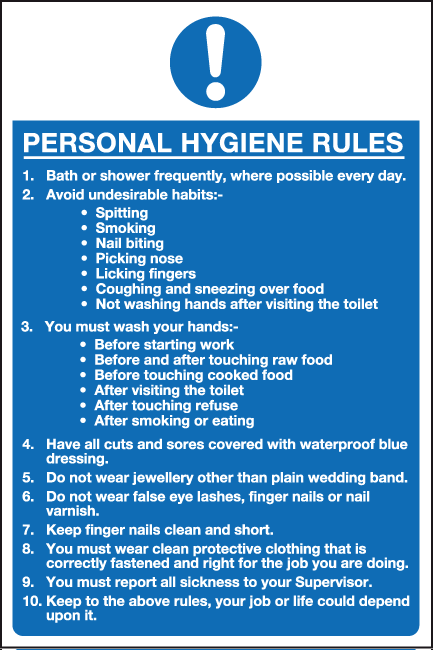 PERSONAL HYGIENE RULES
1. Bath or shower frequently, where possible every day.
2. Avoid undesirable habits:-
• Spitting
• Smoking
• Nail biting
• Picking nose
• Licking fingers
• Coughing and sneezing over food
• Not washing hands after visiting the toilet
3. You must wash your hands:-
• Before starting work
• Before and after touching raw food
• Before touching cooked food
• After visiting the toilet
• After touching refuse
• After smoking or eating
4. Have all cuts and sores covered with waterproof blue
dressing.
5. Do not wear jewellery other than plain wedding band.
6. Do not wear false eye lashes, finger nails or nail
varnish.
7. Keep finger nails clean and short.
8. You must wear clean protective clothing that is
correctly fastened and right for the job you are doing.
9. You must report all sickness to your Supervisor.
10. Keep to the above rules, your job or life could depend
upon it.